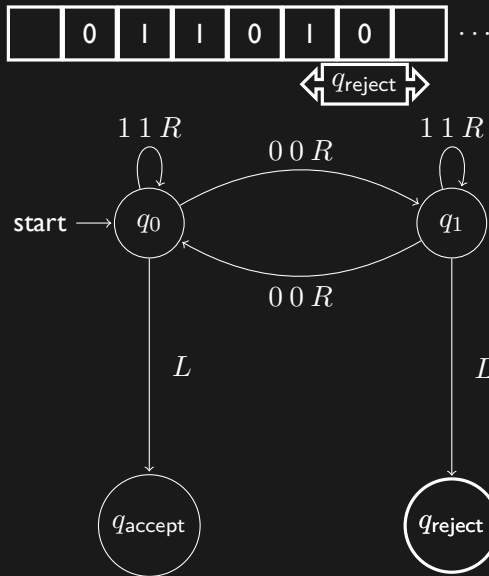 0 1 1 0 1 0 ···
q_reject
1 1 R
0 0 R
1 1 R
start
q_0
q_1
0 0 R
L
L
q_accept
q_reject